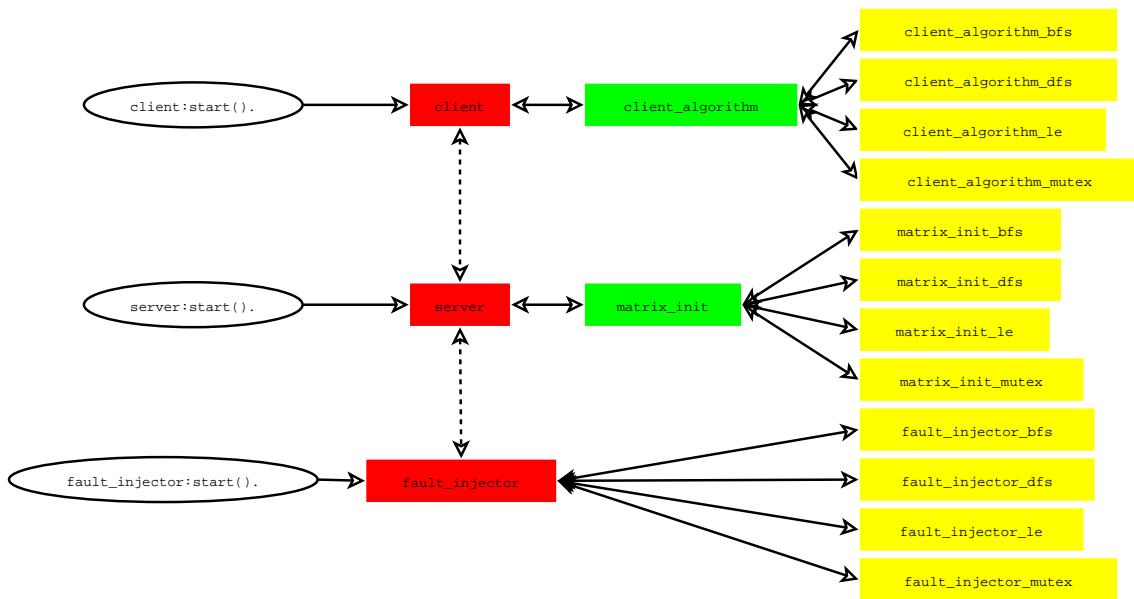 client_algorithm_bfs
client_algorithm_dfs
client:start().
client
client_algorithm
client_algorithm_le
client_algorithm_mutex
matrix_init_bfs
matrix_init_dfs
server:start().
server
matrix_init
matrix_init_le
matrix_init_mutex
fault_injector_bfs
fault_injector:start().
fault_injector
fault_injector_dfs
fault_injector_le
fault_injector_mutex